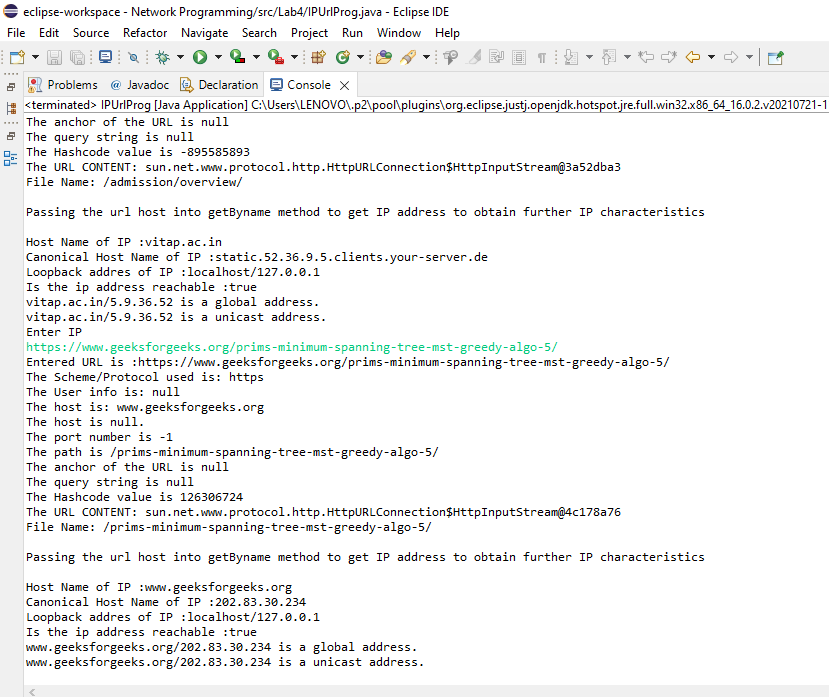 eclipse-workspace - Network Programming/src/Lab4/IPUrlProg.java - Eclipse IDE
File Edit Source Refactor Navigate Search Project Run Window Help
Problems @ Javadoc Declaration Console
<terminated> IPUrlProg [Java Application] C:\Users\LENOVO\.p2\pool\plugins\org.eclipse.justj.openjdk.hotspot.jre.full.win32.x86_64_16.0.2.v20210721-1
The anchor of the URL is null
The query string is null
The Hashcode value is -895585893
The URL CONTENT: sun.net.www.protocol.http.HttpURLConnection$HttpInputStream@3a52dba3
File Name: /admission/overview/
Passing the url host into getByname method to get IP address to obtain further IP characteristics
Host Name of IP :vitap.ac.in
Canonical Host Name of IP :static.52.36.9.5.clients.your-server.de
Loopback addres of IP :localhost/127.0.0.1
Is the ip address reachable :true
vitap.ac.in/5.9.36.52 is a global address.
vitap.ac.in/5.9.36.52 is a unicast address.
Enter IP
https://www.geeksforgeeks.org/prims-minimum-spanning-tree-mst-greedy-algo-5/
Entered URL is :https://www.geeksforgeeks.org/prims-minimum-spanning-tree-mst-greedy-algo-5/
The Scheme/Protocol used is: https
The User info is: null
The host is: www.geeksforgeeks.org
The host is null.
The port number is -1
The path is /prims-minimum-spanning-tree-mst-greedy-algo-5/
The anchor of the URL is null
The query string is null
The Hashcode value is 126306724
The URL CONTENT: sun.net.www.protocol.http.HttpURLConnection$HttpInputStream@4c178a76
File Name: /prims-minimum-spanning-tree-mst-greedy-algo-5/
Passing the url host into getByname method to get IP address to obtain further IP characteristics
Host Name of IP :www.geeksforgeeks.org
Canonical Host Name of IP :202.83.30.234
Loopback addres of IP :localhost/127.0.0.1
Is the ip address reachable :true
www.geeksforgeeks.org/202.83.30.234 is a global address.
www.geeksforgeeks.org/202.83.30.234 is a unicast address.